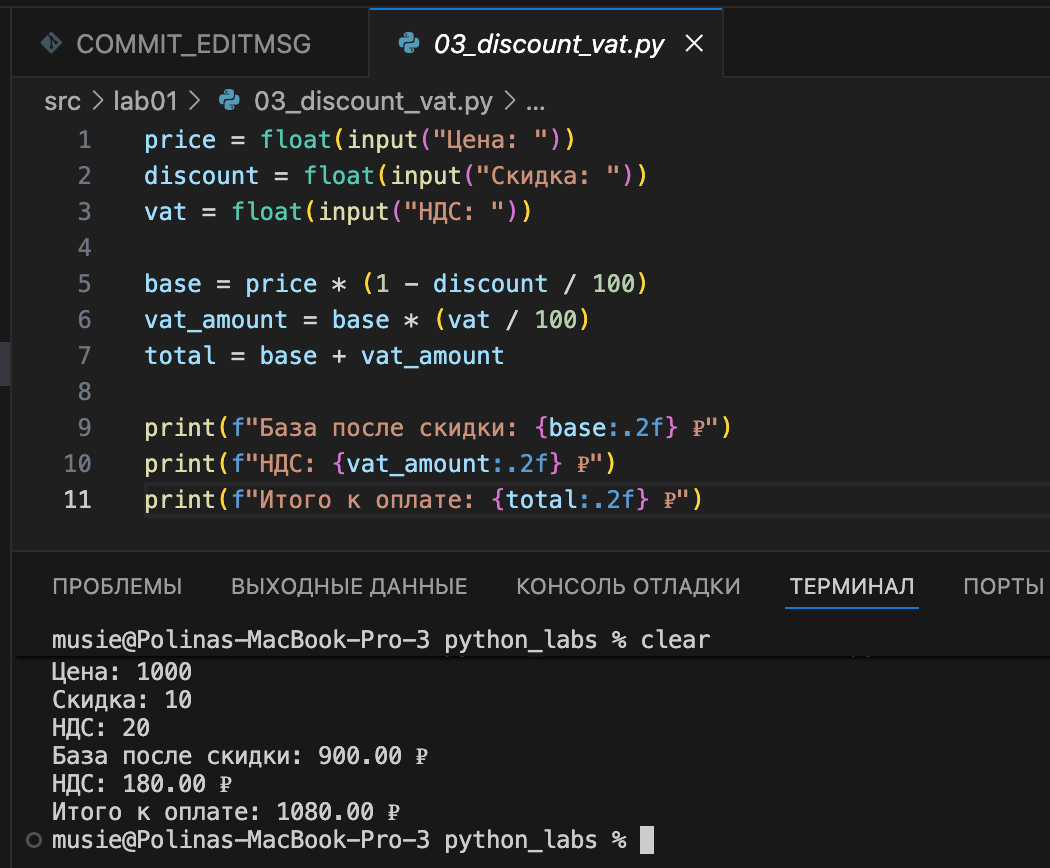 COMMIT_EDITMSG 03_discount_vat.py
src > lab01 > 03_discount_vat.py > ...
1 price = float(input("Цена: "))
2 discount = float(input("Скидка: "))
3 vat = float(input("НДС: "))
4
5 base = price * (1 - discount / 100)
6 vat_amount = base * (vat / 100)
7 total = base + vat_amount
8
9 print(f"База после скидки: {base:.2f} ₽")
10 print(f"НДС: {vat_amount:.2f} ₽")
11 print(f"Итого к оплате: {total:.2f} ₽")
ПРОБЛЕМЫ ВЫХОДНЫЕ ДАННЫЕ КОНСОЛЬ ОТЛАДКИ ТЕРМИНАЛ ПОРТЫ
musie@Polinas-MacBook-Pro-3 python_labs % clear
Цена: 1000
Скидка: 10
НДС: 20
База после скидки: 900.00 ₽
НДС: 180.00 ₽
Итого к оплате: 1080.00 ₽
musie@Polinas-MacBook-Pro-3 python_labs %